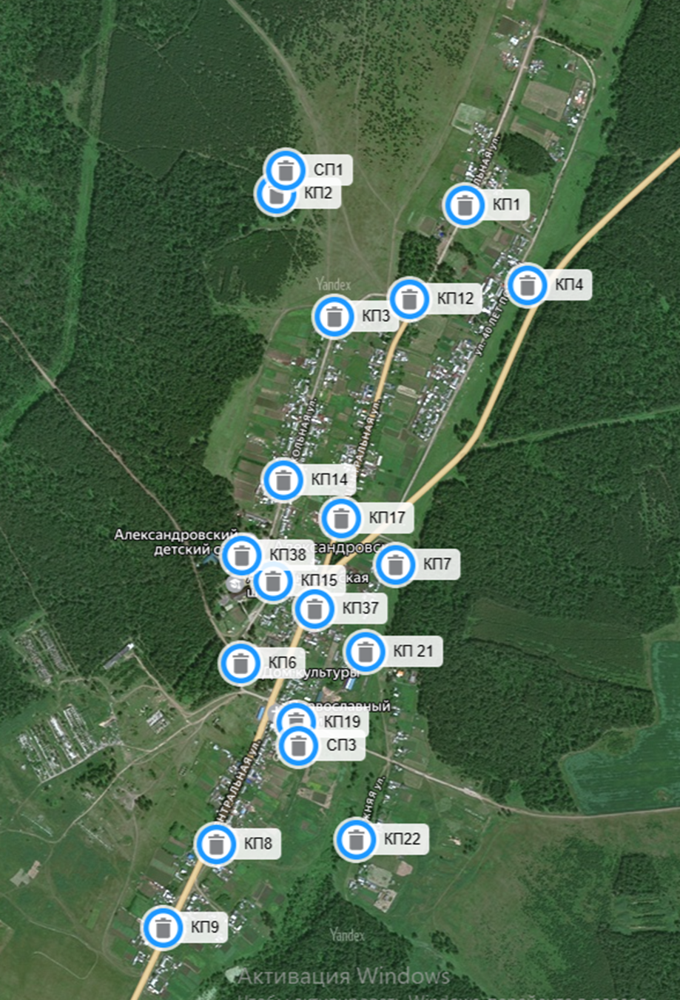 СП1
КП2
КП1
Yandex
КП4
КП12
КП3
КП14
КП17
Александровский
детский с
КП38
КП7
КП15
КП37
КП 21
КП6
Дом культуры
КП19
СП3
КП8
КП22
КП9
Yandex
Активация Windows